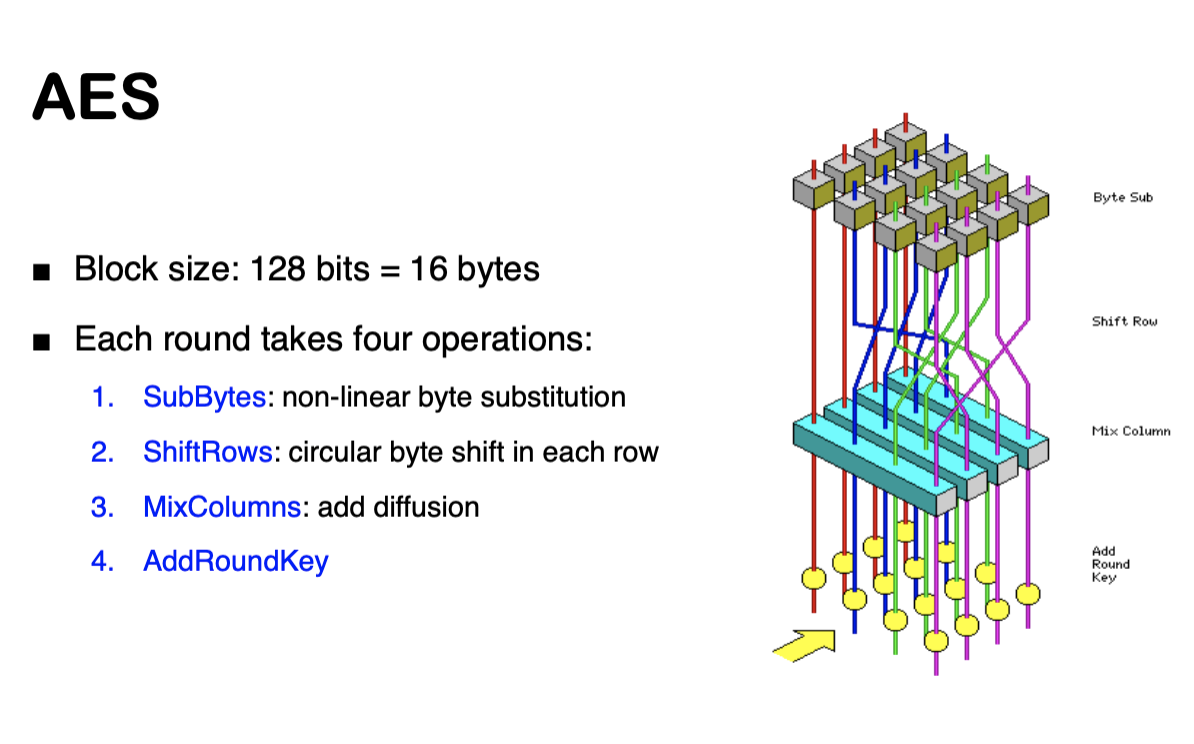 AES
■ Block size: 128 bits = 16 bytes
■ Each round takes four operations:
1. SubBytes: non-linear byte substitution
2. ShiftRows: circular byte shift in each row
3. MixColumns: add diffusion
4. AddRoundKey
Byte Sub
Shift Row
Mix Column
Add
Round
Key